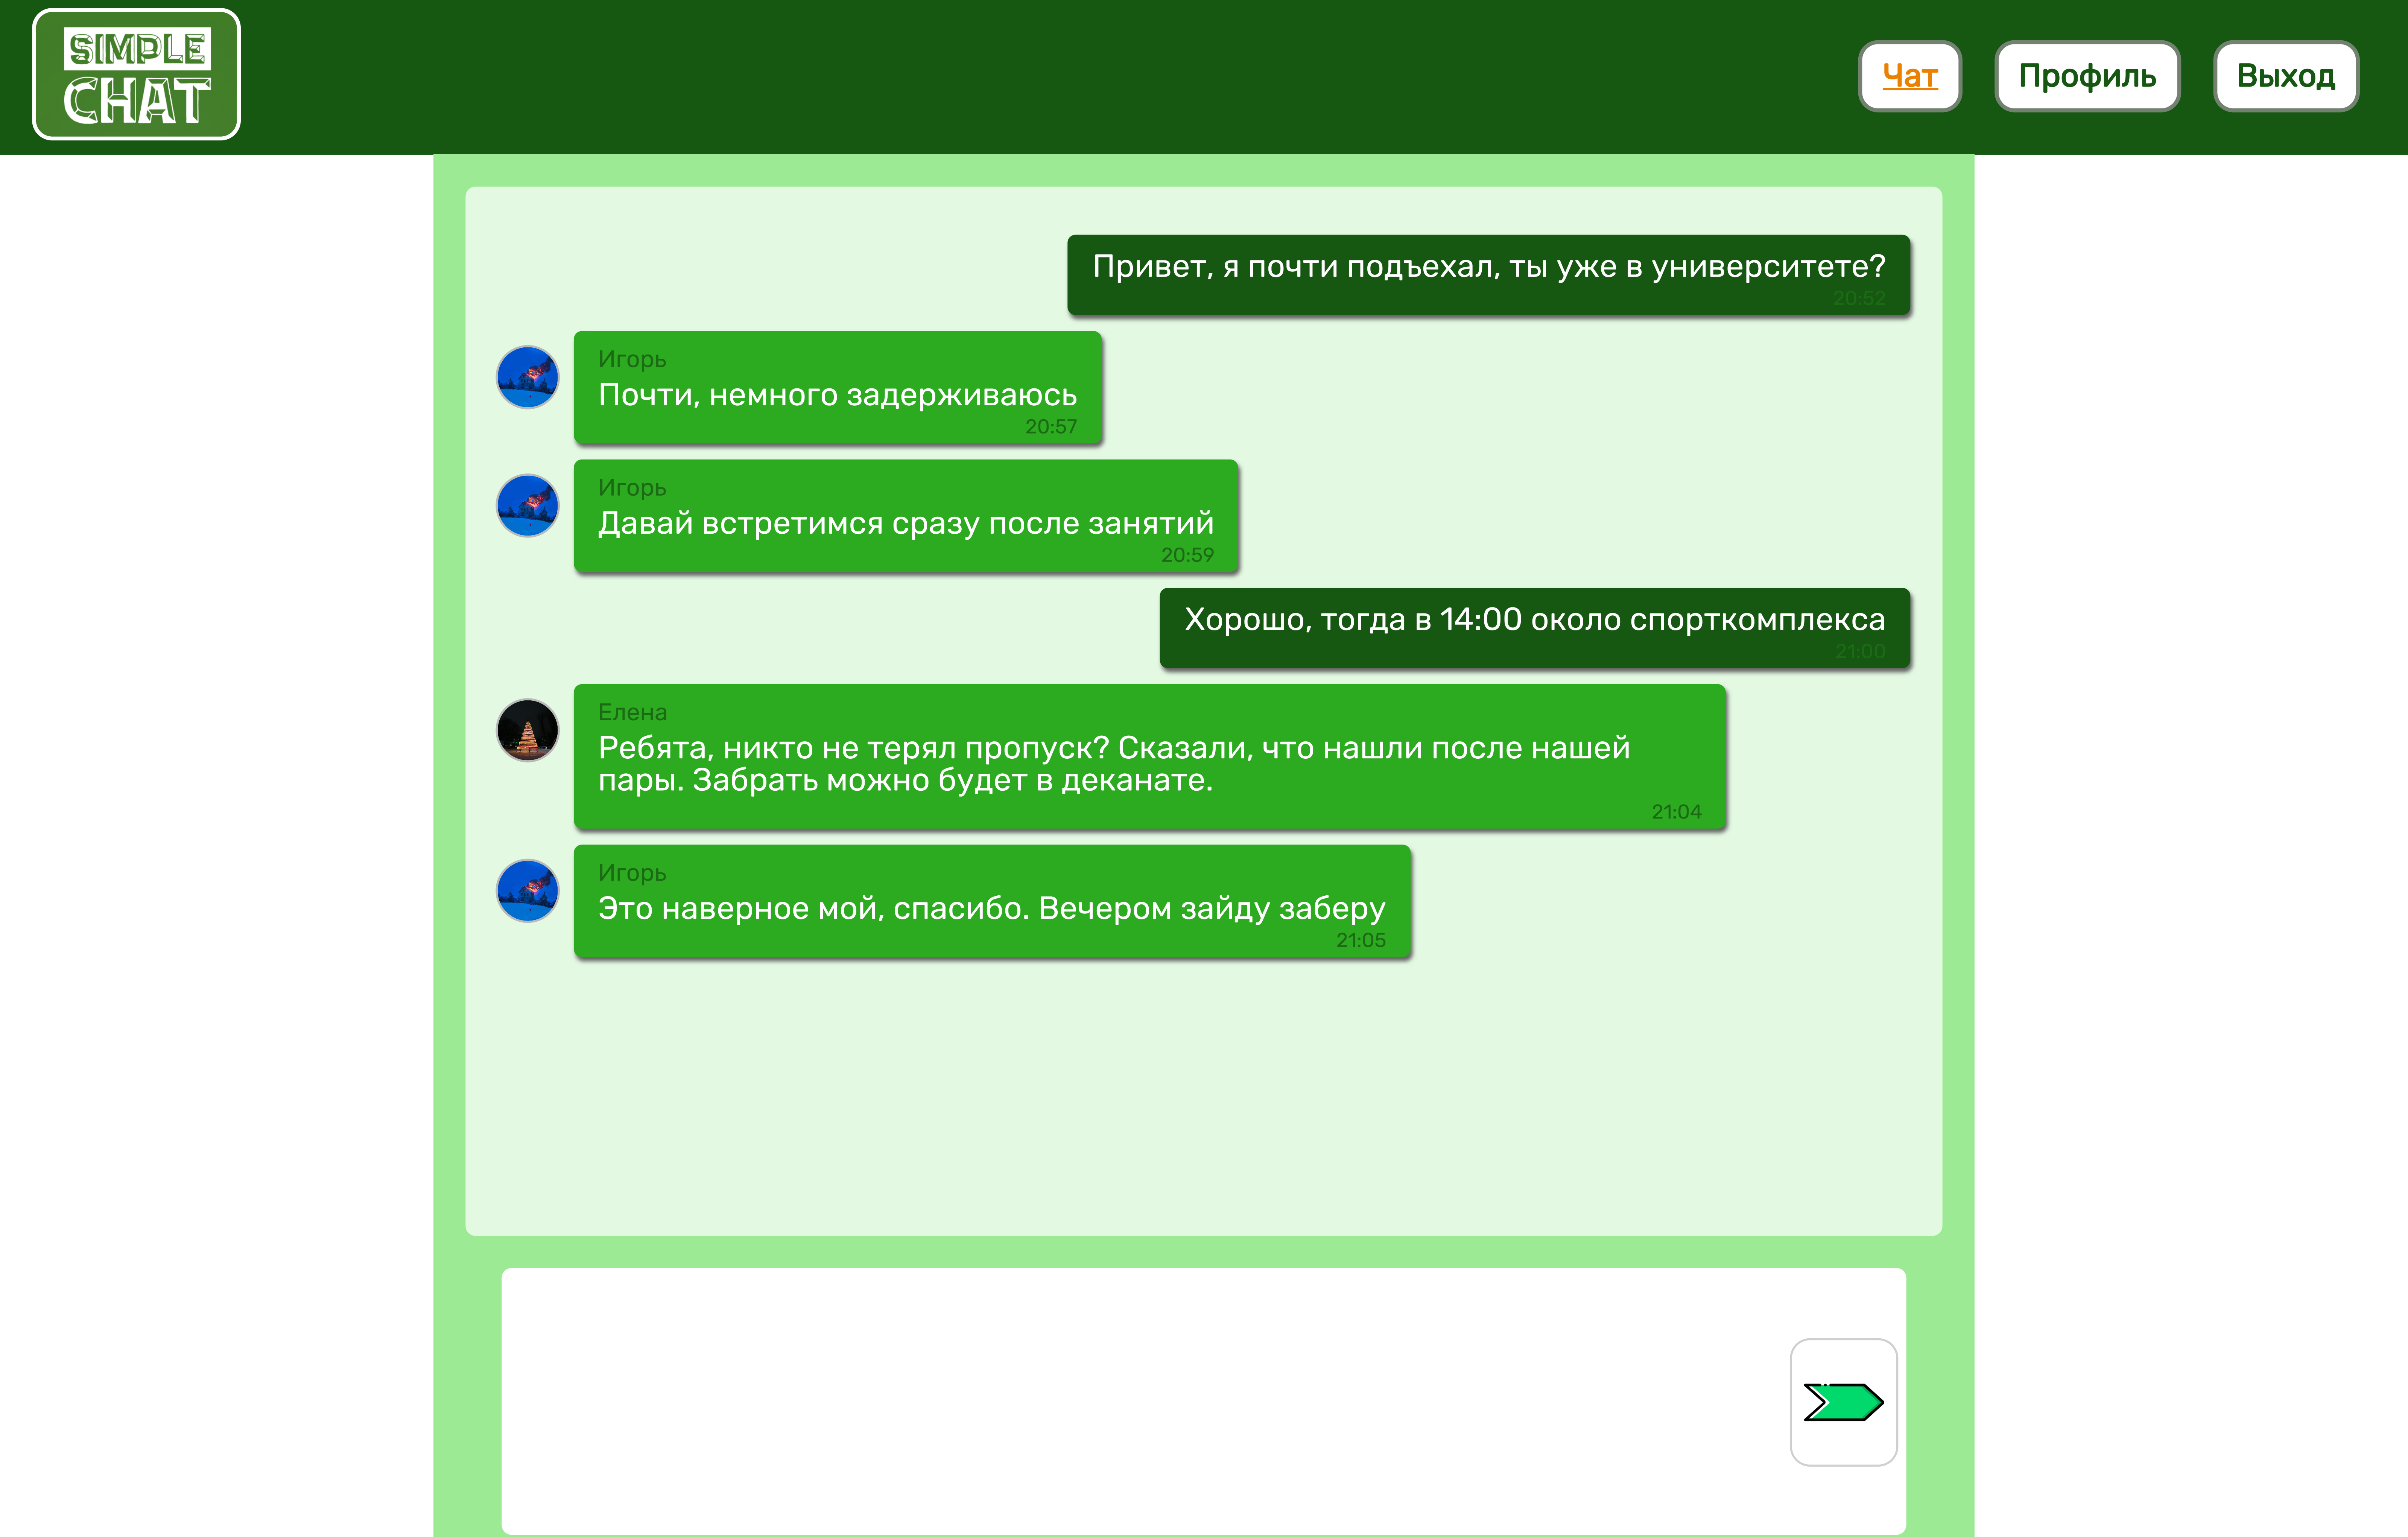 SIMPLE
CHAT
Чат
Профиль
Выход
Привет, я почти подъехал, ты уже в университете?
20:52
Игорь
Почти, немного задерживаюсь
20:57
Игорь
Давай встретимся сразу после занятий
20:59
Хорошо, тогда в 14:00 около спорткомплекса
21:00
Елена
Ребята, никто не терял пропуск? Сказали, что нашли после нашей
пары. Забрать можно будет в деканате.
21:04
Игорь
Это наверное мой, спасибо. Вечером зайду заберу
21:05